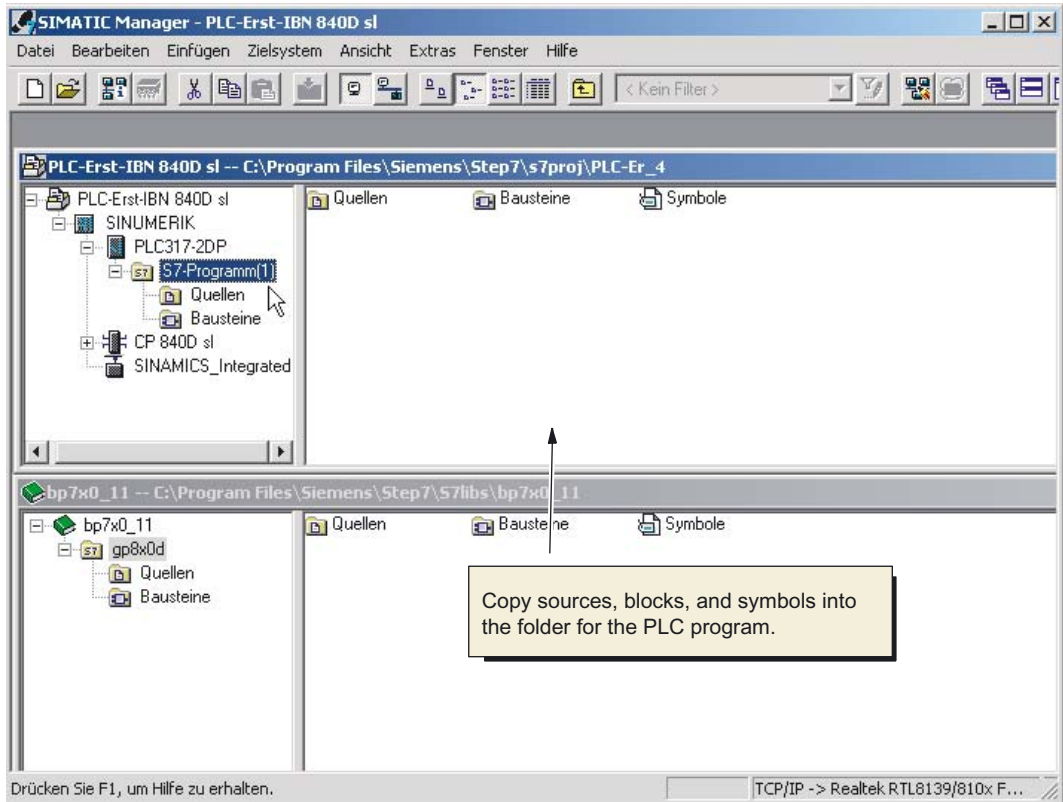 SIMATIC Manager - PLC-Erst-IBN 840D sl
Datei Bearbeiten Einfügen Zielsystem Ansicht Extras Fenster Hilfe
< Kein Filter >
PLC-Erst-IBN 840D sl -- C:\Program Files\Siemens\Step7\s7proj\PLC-Er_4
PLC-Erst-IBN 840D sl
SINUMERIK
PLC317-2DP
S7-Programm(1)
Quellen
Bausteine
CP 840D sl
SINAMICS_Integrated
Quellen Bausteine Symbole
bp7x0_11 -- C:\Program Files\Siemens\Step7\S7libs\bp7x0_11
bp7x0_11
gp8x0d
Quellen
Bausteine
Quellen Bausteine Symbole
Copy sources, blocks, and symbols into
the folder for the PLC program.
Drücken Sie F1, um Hilfe zu erhalten.
TCP/IP -> Realtek RTL8139/810x F...